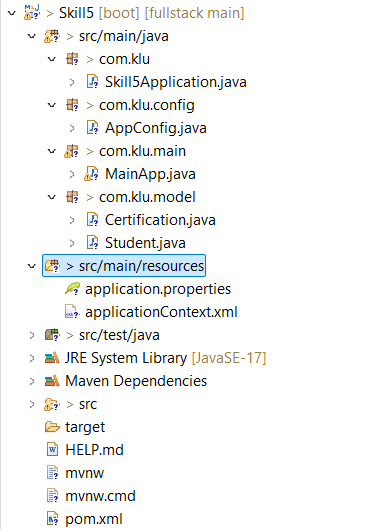 > Skill5 [boot] [fullstack main]
> src/main/java
> com.klu
> Skill5Application.java
> com.klu.config
> AppConfig.java
> com.klu.main
> MainApp.java
> com.klu.model
> Certification.java
> Student.java
> src/main/resources
application.properties
applicationContext.xml
> src/test/java
JRE System Library [JavaSE-17]
Maven Dependencies
> src
target
HELP.md
mvnw
mvnw.cmd
pom.xml